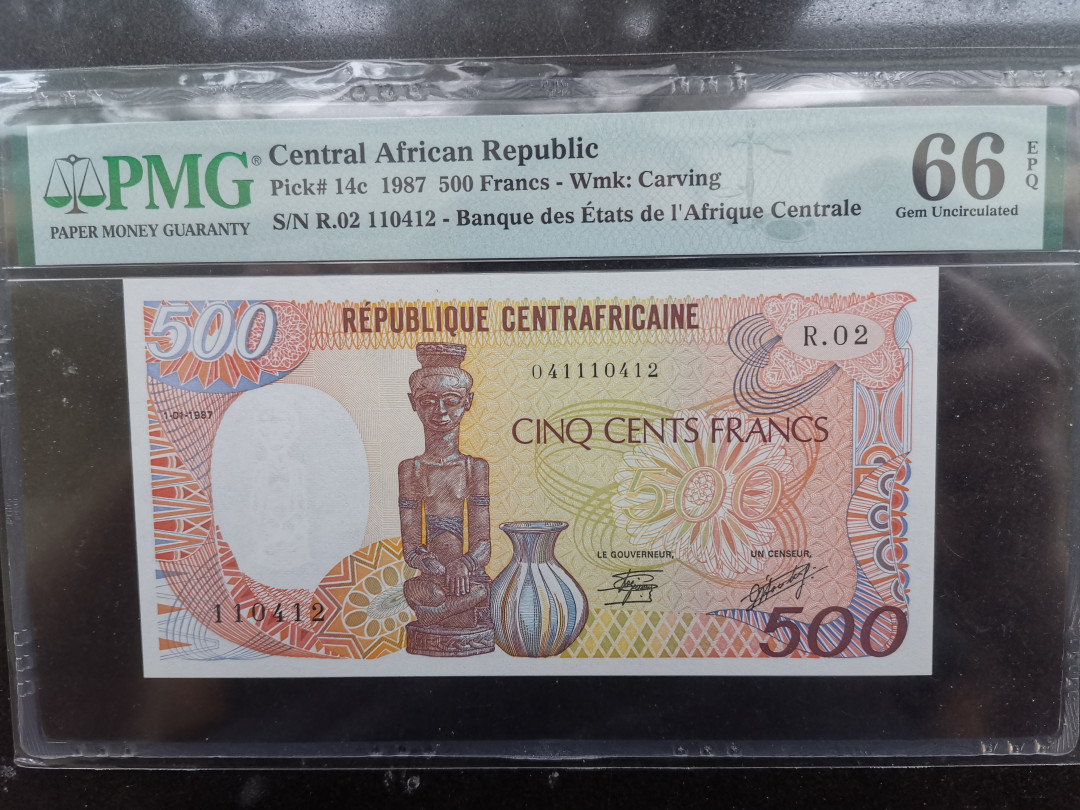 PMG® Central African Republic
Pick# 14c 1987 500 Francs - Wmk: Carving
S/N R.02 110412 - Banque des États de l'Afrique Centrale
PAPER MONEY GUARANTY
66 EPQ
Gem Uncirculated
500
RÉPUBLIQUE CENTRAFRICAINE
R.02
041110412
1-01-1987
CINQ CENTS FRANCS
500
LE GOUVERNEUR, UN CENSEUR,
110412
500